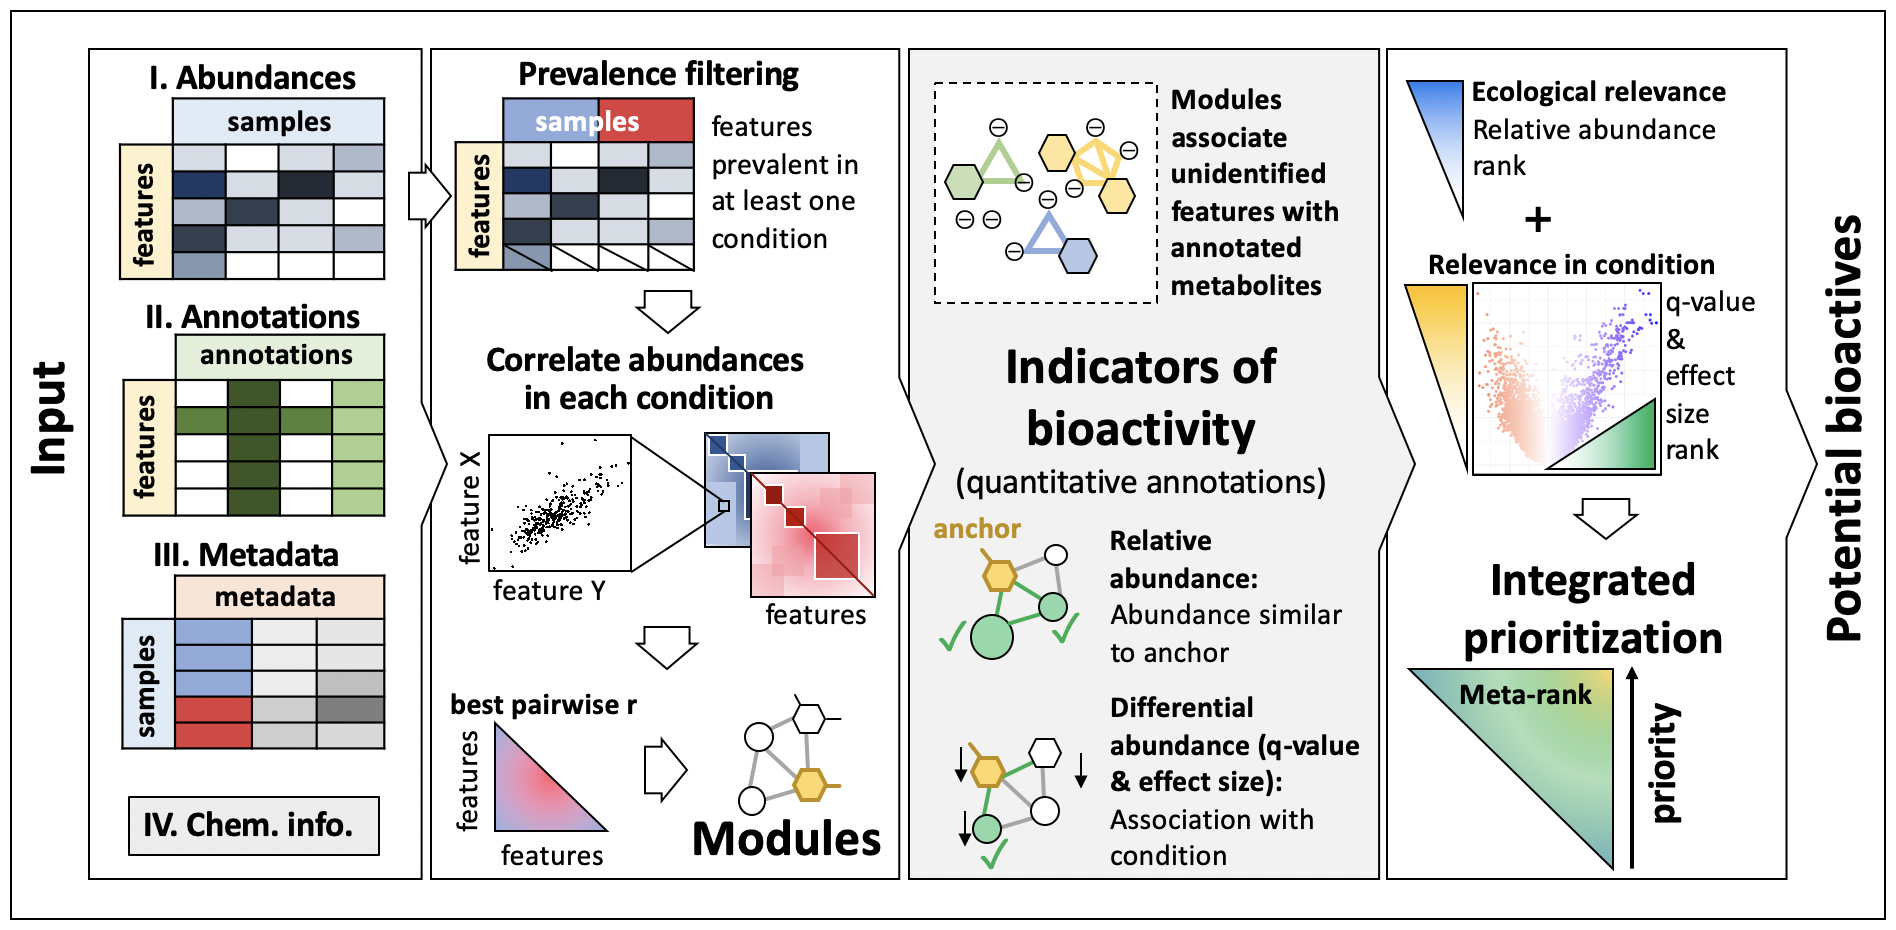 Input
I. Abundances
samples
features
II. Annotations
annotations
features
III. Metadata
metadata
samples
IV. Chem. info.
Prevalence filtering
samples
features
features
prevalent in
at least one
condition
Correlate abundances
in each condition
feature X
feature Y
features
best pairwise r
features
features
Modules
Modules
associate
unidentified
features with
annotated
metabolites
Indicators of
bioactivity
(quantitative annotations)
anchor
Relative
abundance:
Abundance similar
to anchor
Differential
abundance (q-value
& effect size):
Association with
condition
Ecological relevance
Relative abundance
rank
+
Relevance in condition
q-value
&
effect
size
rank
Integrated
prioritization
Meta-rank
priority
Potential bioactives